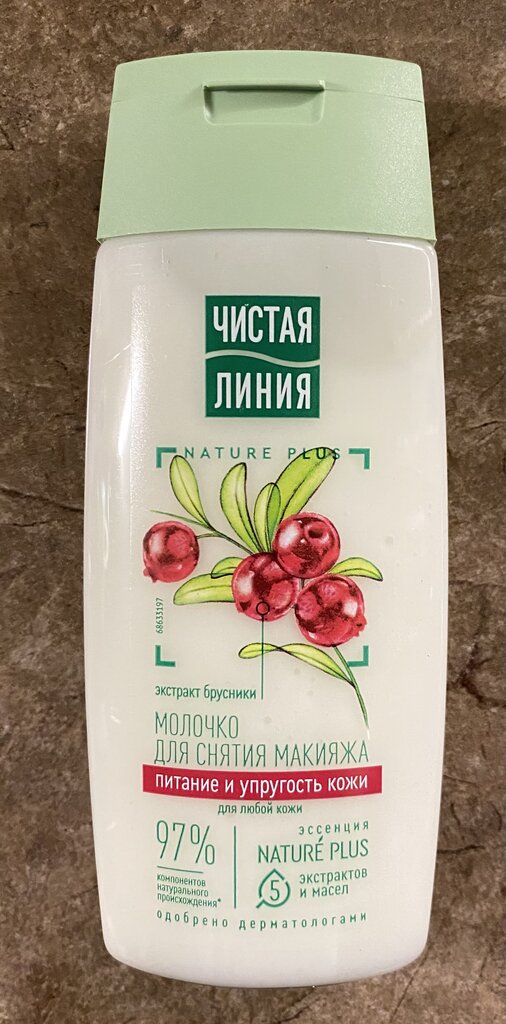 ЧИСТАЯ
ЛИНИЯ
NATURE PLUS
68633197
экстракт брусники
МОЛОЧКО
ДЛЯ СНЯТИЯ МАКИЯЖА
питание и упругость кожи
для любой кожи
97%
компонентов
натурального
происхождения*
эссенция
NATURÉ PLUS
5 экстрактов
и масел
одобрено дерматологами